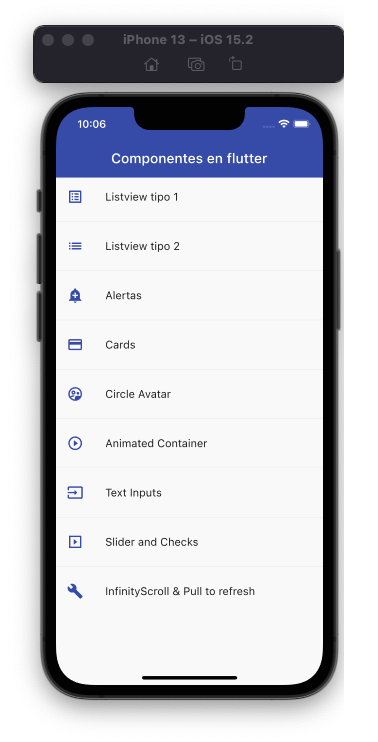 iPhone 13 – iOS 15.2
10:06
Componentes en flutter
Listview tipo 1
Listview tipo 2
Alertas
Cards
Circle Avatar
Animated Container
Text Inputs
Slider and Checks
InfinityScroll & Pull to refresh